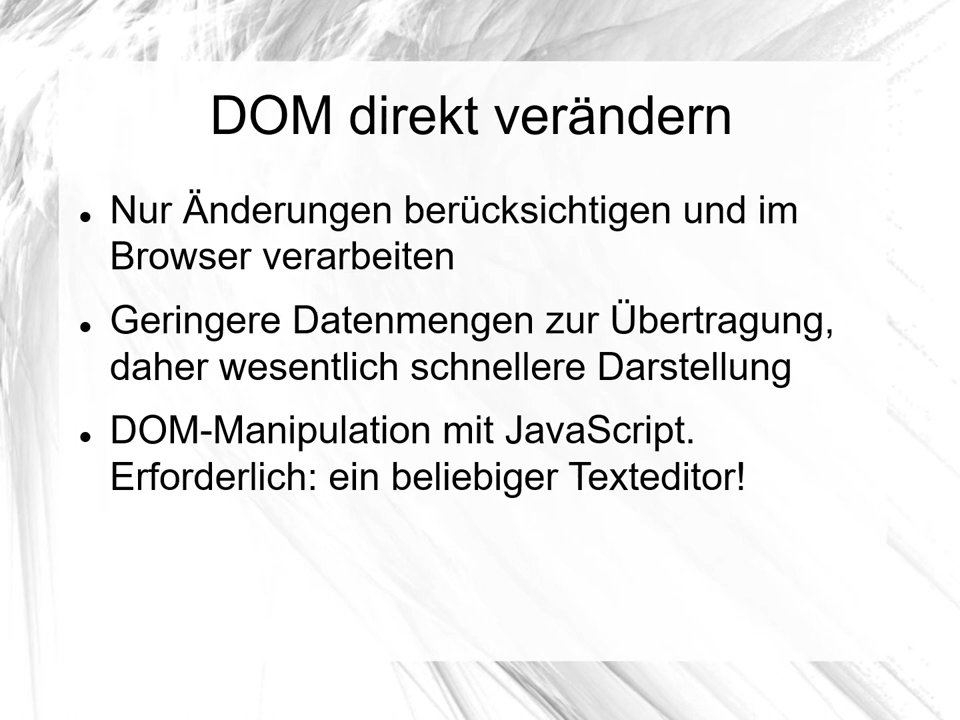 DOM direkt verändern
● Nur Änderungen berücksichtigen und im
Browser verarbeiten
● Geringere Datenmengen zur Übertragung,
daher wesentlich schnellere Darstellung
● DOM-Manipulation mit JavaScript.
Erforderlich: ein beliebiger Texteditor!